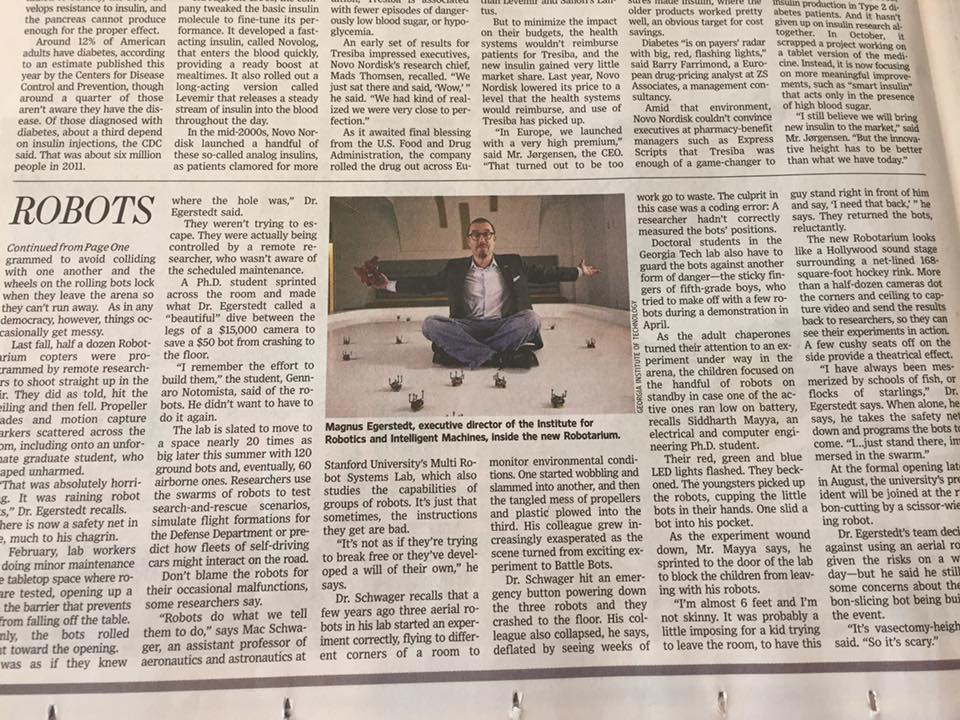 velops resistance to insulin, and
the pancreas cannot produce
enough for the proper effect.
Around 12% of American
adults have diabetes, according
to an estimate published this
year by the Centers for Disease
Control and Prevention, though
around a quarter of those
aren't aware they have the dis-
ease. Of those diagnosed with
diabetes, about a third depend
on insulin injections, the CDC
said. That was about six million
people in 2011.
pany tweaked the basic insulin
molecule to fine-tune its per-
formance. It developed a fast-
acting insulin, called Novolog,
that enters the blood quickly,
providing a ready boost at
mealtimes. It also rolled out a
long-acting version called
Levemir that releases a steady
stream of insulin into the blood
throughout the day.
In the mid-2000s, Novo Nor-
disk launched a handful of
these so-called analog insulins,
as patients clamored for more
with fewer episodes of danger-
ously low blood sugar, or hypo-
glycemia.
An early set of results for
Tresiba impressed executives,
Novo Nordisk's research chief,
Mads Thomsen, recalled. "We
just sat there and said, 'Wow,' "
he said. "We had kind of real-
ized we were very close to per-
fection."
As it awaited final blessing
from the U.S. Food and Drug
Administration, the company
rolled the drug out across Eu-
than Levemir and Sanofi's Lan-
tus.
But to minimize the impact
on their budgets, the health
systems wouldn't reimburse
patients for Tresiba, and the
new insulin gained very little
market share. Last year, Novo
Nordisk lowered its price to a
level that the health systems
would reimburse, and use of
Tresiba has picked up.
"In Europe, we launched
with a very high premium,"
said Mr. Jørgensen, the CEO.
"That turned out to be too
sures made insulin, where the
older products worked pretty
well, an obvious target for cost
savings.
Diabetes "is on payers' radar
with big, red, flashing lights,"
said Barry Farrimond, a Euro-
pean drug-pricing analyst at ZS
Associates, a management con-
sultancy.
Amid that environment,
Novo Nordisk couldn't convince
executives at pharmacy-benefit
managers such as Express
Scripts that Tresiba was
enough of a game-changer to
insulin production in Type 2 di-
abetes patients. And it hasn't
given up on insulin research al-
together. In October, it
scrapped a project working on
a tablet version of the medi-
cine. Instead, it is now focusing
on more meaningful improve-
ments, such as "smart insulin"
that acts only in the presence
of high blood sugar.
"I still believe we will bring
new insulin to the market," said
Mr. Jørgensen. "But the innova-
tive height has to be better
than what we have today."
ROBOTS
Continued from Page One
grammed to avoid colliding
with one another and the
wheels on the rolling bots lock
when they leave the arena so
they can't run away. As in any
democracy, however, things oc-
casionally get messy.
Last fall, half a dozen Robot-
arium copters were pro-
grammed by remote research-
ers to shoot straight up in the
air. They did as told, hit the
ceiling and then fell. Propeller
blades and motion capture
markers scattered across the
room, including onto an unfor-
tunate graduate student, who
escaped unharmed.
"That was absolutely horri-
It was raining robot
," Dr. Egerstedt recalls.
There is now a safety net in
, much to his chagrin.
February, lab workers
doing minor maintenance
tabletop space where ro-
are tested, opening up a
the barrier that prevents
from falling off the table.
the bots rolled
toward the opening.
was as if they knew
where the hole was," Dr.
Egerstedt said.
They weren't trying to es-
cape. They were actually being
controlled by a remote re-
searcher, who wasn't aware of
the scheduled maintenance.
A Ph.D. student sprinted
across the room and made
what Dr. Egerstedt called a
"beautiful" dive between the
legs of a $15,000 camera to
save a $50 bot from crashing to
the floor.
"I remember the effort to
build them," the student, Gen-
naro Notomista, said of the ro-
bots. He didn't want to have to
do it again.
The lab is slated to move to
a space nearly 20 times as
big later this summer with 120
ground bots and, eventually, 60
airborne ones. Researchers use
the swarms of robots to test
search-and-rescue scenarios,
simulate flight formations for
the Defense Department or pre-
dict how fleets of self-driving
cars might interact on the road.
Don't blame the robots for
their occasional malfunctions,
some researchers say.
"Robots do what we tell
them to do," says Mac Schwa-
ger, an assistant professor of
aeronautics and astronautics at
GEORGIA INSTITUTE OF TECHNOLOGY
Magnus Egerstedt, executive director of the Institute for
Robotics and Intelligent Machines, inside the new Robotarium.
Stanford University's Multi Ro-
bot Systems Lab, which also
studies the capabilities of
groups of robots. It's just that
sometimes, the instructions
they get are bad.
"It's not as if they're trying
to break free or they've devel-
oped a will of their own," he
says.
Dr. Schwager recalls that a
few years ago three aerial ro-
bots in his lab started an exper-
iment correctly, flying to differ-
ent corners of a room to
monitor environmental condi-
tions. One started wobbling and
slammed into another, and then
the tangled mess of propellers
and plastic plowed into the
third. His colleague grew in-
creasingly exasperated as the
scene turned from exciting ex-
periment to Battle Bots.
Dr. Schwager hit an emer-
gency button powering down
the three robots and they
crashed to the floor. His col-
league also collapsed, he says,
deflated by seeing weeks of
work go to waste. The culprit in
this case was a coding error: A
researcher hadn't correctly
measured the bots' positions.
Doctoral students in the
Georgia Tech lab also have to
guard the bots against another
form of danger—the sticky fin-
gers of fifth-grade boys, who
tried to make off with a few ro-
bots during a demonstration in
April.
As the adult chaperones
turned their attention to an ex-
periment under way in the
arena, the children focused on
the handful of robots on
standby in case one of the ac-
tive ones ran low on battery,
recalls Siddharth Mayya, an
electrical and computer engi-
neering Ph.D. student.
Their red, green and blue
LED lights flashed. They beck-
oned. The youngsters picked up
the robots, cupping the little
bots in their hands. One slid a
bot into his pocket.
As the experiment wound
down, Mr. Mayya says, he
sprinted to the door of the lab
to block the children from leav-
ing with his robots.
"I'm almost 6 feet and I'm
not skinny. It was probably a
little imposing for a kid trying
to leave the room, to have this
guy stand right in front of him
and say, 'I need that back,' " he
says. They returned the bots,
reluctantly.
The new Robotarium looks
like a Hollywood sound stage
surrounding a net-lined 168-
square-foot hockey rink. More
than a half-dozen cameras dot
the corners and ceiling to cap-
ture video and send the results
back to researchers, so they can
see their experiments in action.
A few cushy seats off on the
side provide a theatrical effect.
"I have always been mes-
merized by schools of fish, or
flocks of starlings," Dr.
Egerstedt says. When alone, he
says, he takes the safety net
down and programs the bots to
come. "I...just stand there, im-
mersed in the swarm."
At the formal opening late
in August, the university's pres-
ident will be joined at the rib-
bon-cutting by a scissor-wield-
ing robot.
Dr. Egerstedt's team deci
against using an aerial ro
given the risks on a w
day—but he said he still
some concerns about the
bon-slicing bot being bui
the event.
"It's vasectomy-heigh
said. "So it's scary."